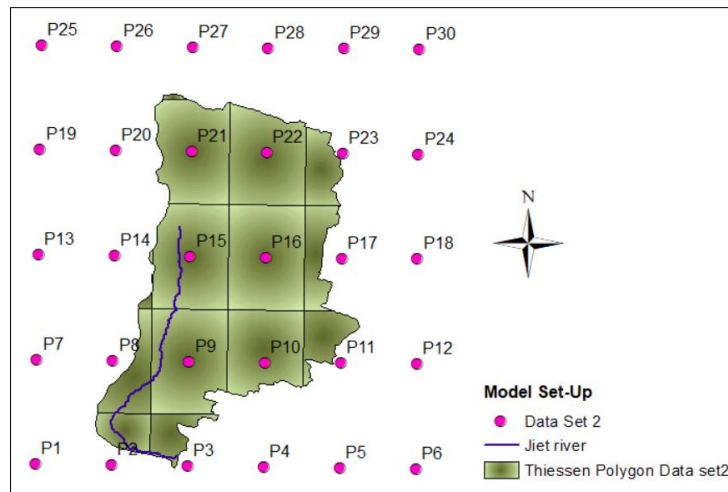 P25 P26 P27 P28 P29 P30
P19 P20 P21 P22 P23 P24
N
P13 P14 P15 P16 P17 P18
P7 P8 P9 P10 P11 P12
Model Set-Up
Data Set 2
Jiet river
Thiessen Polygon Data set2
P1 P2 P3 P4 P5 P6